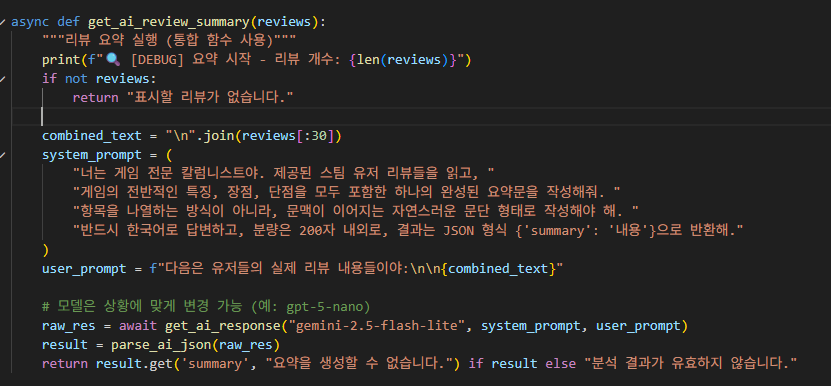 async def get_ai_review_summary(reviews):
    """리뷰 요약 실행 (통합 함수 사용)"""
    print(f"🔍 [DEBUG] 요약 시작 - 리뷰 개수: {len(reviews)}")
    if not reviews:
        return "표시할 리뷰가 없습니다."
    combined_text = "\n".join(reviews[:30])
    system_prompt = (
        "너는 게임 전문 칼럼니스트야. 제공된 스팀 유저 리뷰들을 읽고, "
        "게임의 전반적인 특징, 장점, 단점을 모두 포함한 하나의 완성된 요약문을 작성해줘. "
        "항목을 나열하는 방식이 아니라, 문맥이 이어지는 자연스러운 문단 형태로 작성해야 해. "
        "반드시 한국어로 답변하고, 분량은 200자 내외로, 결과는 JSON 형식 {'summary': '내용'}으로 반환해."
    )
    user_prompt = f"다음은 유저들의 실제 리뷰 내용들이야:\n\n{combined_text}"
    # 모델은 상황에 맞게 변경 가능 (예: gpt-5-nano)
    raw_res = await get_ai_response("gemini-2.5-flash-lite", system_prompt, user_prompt)
    result = parse_ai_json(raw_res)
    return result.get('summary', "요약을 생성할 수 없습니다.") if result else "분석 결과가 유효하지 않습니다."